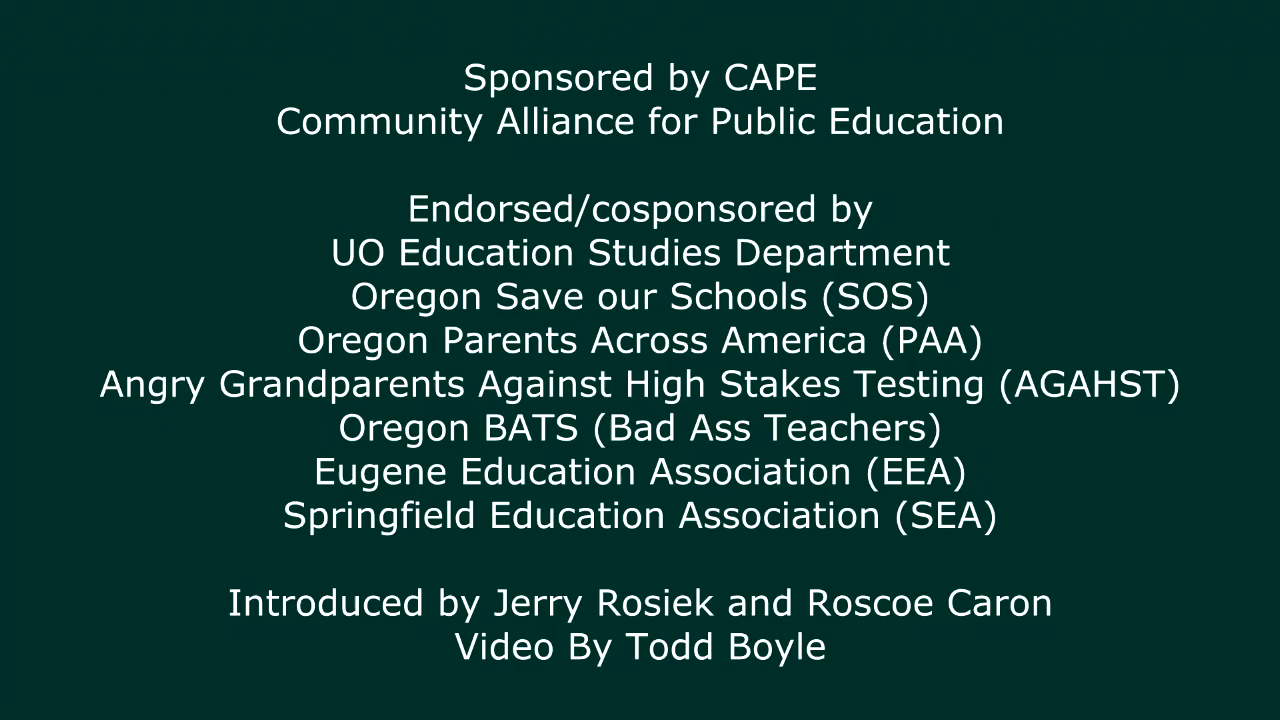 Sponsored by CAPE
Community Alliance for Public Education
Endorsed/cosponsored by
UO Education Studies Department
Oregon Save our Schools (SOS)
Oregon Parents Across America (PAA)
Angry Grandparents Against High Stakes Testing (AGAHST)
Oregon BATS (Bad Ass Teachers)
Eugene Education Association (EEA)
Springfield Education Association (SEA)
Introduced by Jerry Rosiek and Roscoe Caron
Video By Todd Boyle